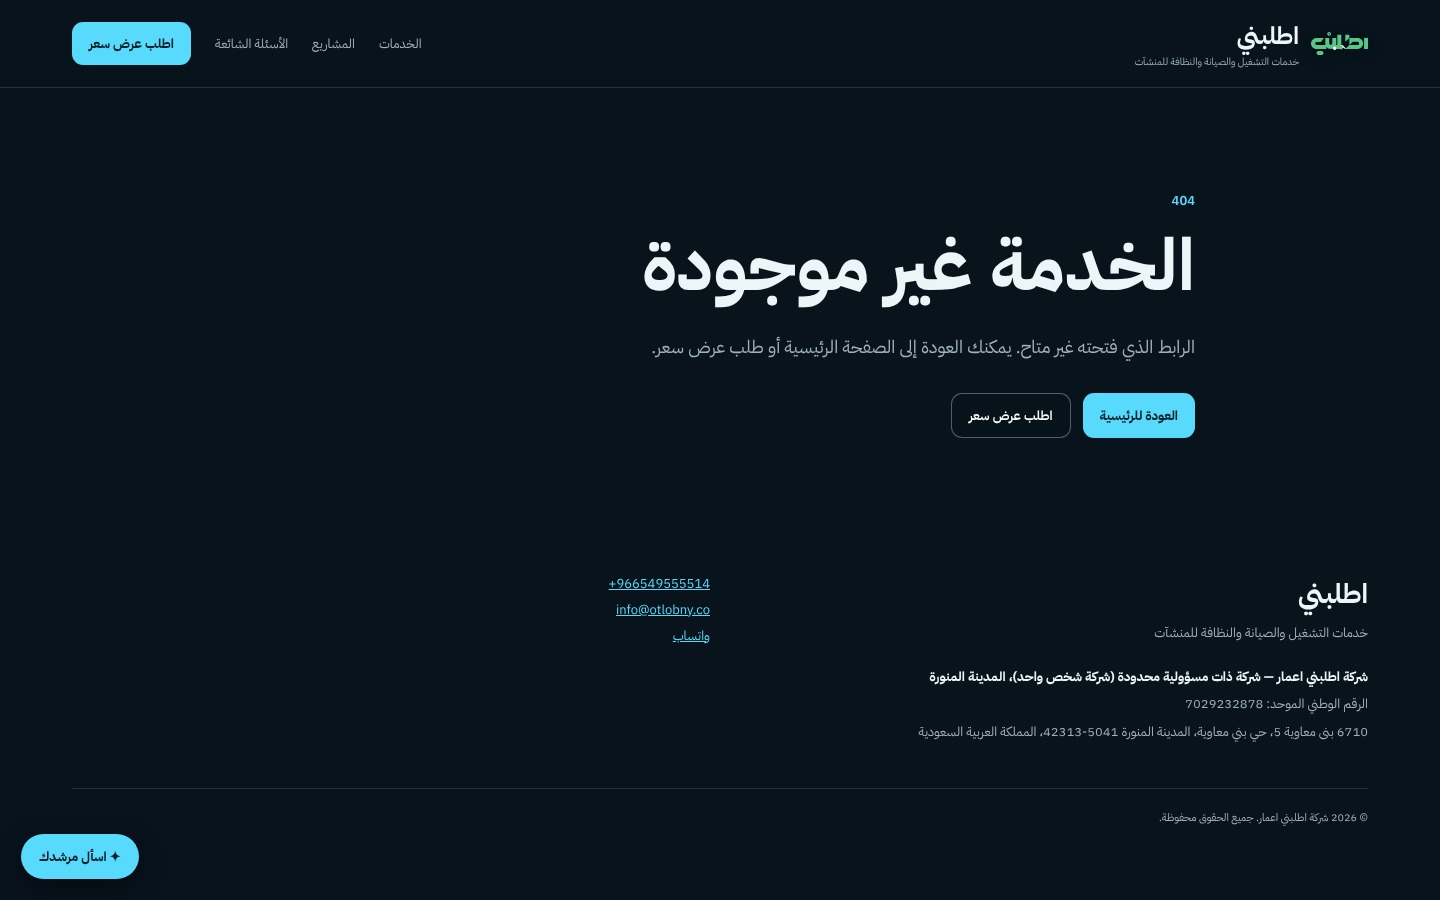 اطلبني
اطلبني
خدمات التشغيل والصيانة والنظافة للمنشآت
الخدمات
المشاريع
الأسئلة الشائعة
اطلب عرض سعر
404
الخدمة غير موجودة
الرابط الذي فتحته غير متاح. يمكنك العودة إلى الصفحة الرئيسية أو طلب عرض سعر.
العودة للرئيسية
اطلب عرض سعر
اطلبني
خدمات التشغيل والصيانة والنظافة للمنشآت
شركة اطلبني اعمار — شركة ذات مسؤولية محدودة (شركة شخص واحد)، المدينة المنورة
الرقم الوطني الموحد: 7029232878
6710 بنى معاوية 5، حي بني معاوية، المدينة المنورة 5041-42313، المملكة العربية السعودية
+966549555514
info@otlobny.co
واتساب
© 2026 شركة اطلبني اعمار. جميع الحقوق محفوظة.
✦ اسأل مرشدك